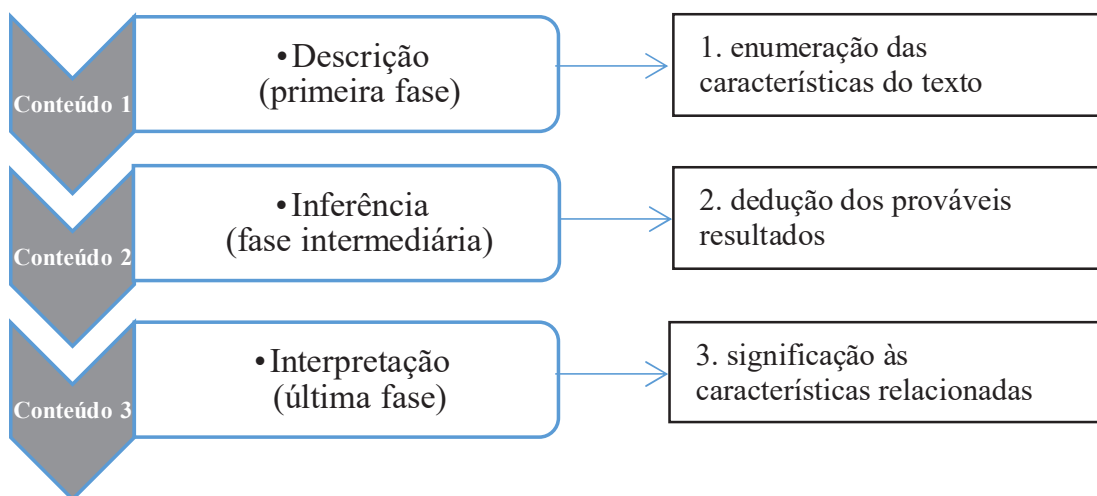 Conteúdo 1
•Descrição
(primeira fase)
1. enumeração das
características do texto
Conteúdo 2
•Inferência
(fase intermediária)
2. dedução dos prováveis
resultados
Conteúdo 3
•Interpretação
(última fase)
3. significação às
características relacionadas